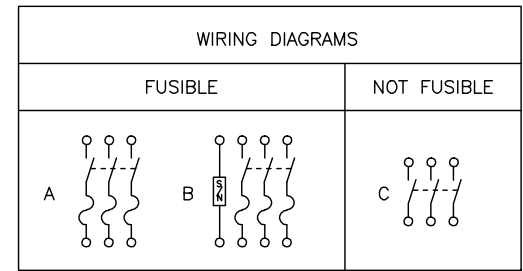 WIRING DIAGRAMS
FUSIBLE
NOT FUSIBLE
A
B
S/N
C